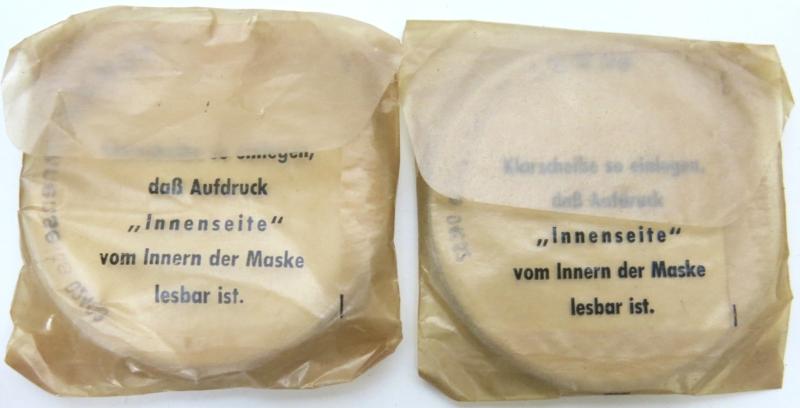 so einlegen,
daß Aufdruck
„Innenseite"
vom Innern der Maske
lesbar ist.
Klarscheibe so einlegen,
daß Aufdruck
„Innenseite"
vom Innern der Maske
lesbar ist.